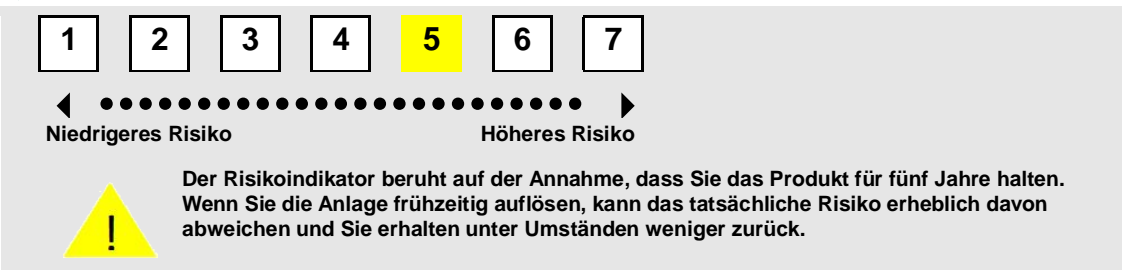 1 2 3 4 5 6 7
Niedrigeres Risiko Höheres Risiko
Der Risikoindikator beruht auf der Annahme, dass Sie das Produkt für fünf Jahre halten.
Wenn Sie die Anlage frühzeitig auflösen, kann das tatsächliche Risiko erheblich davon
abweichen und Sie erhalten unter Umständen weniger zurück.
!